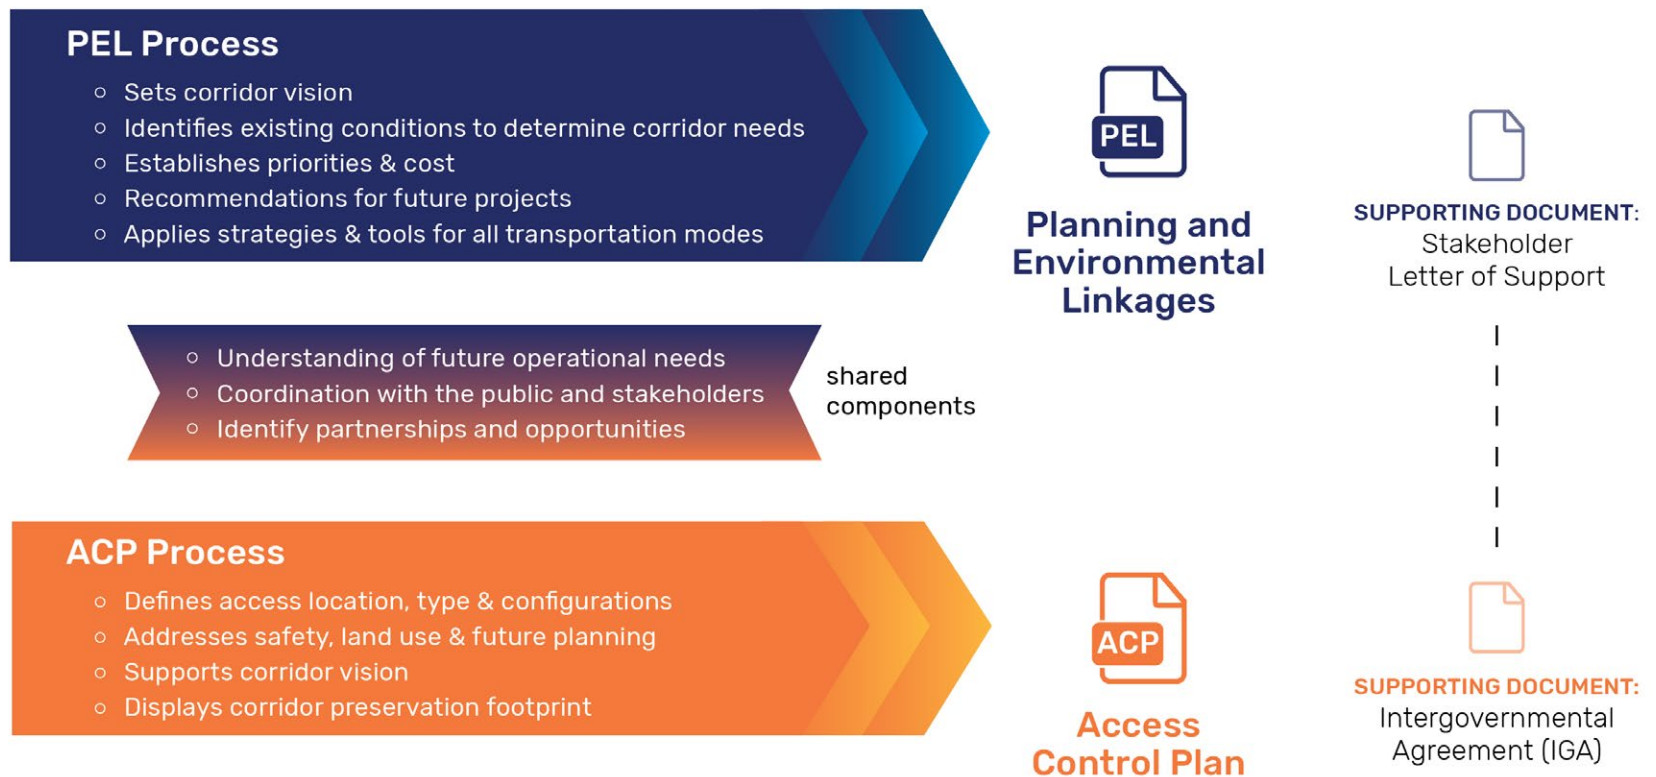 PEL Process
○ Sets corridor vision
○ Identifies existing conditions to determine corridor needs
○ Establishes priorities & cost
○ Recommendations for future projects
○ Applies strategies & tools for all transportation modes
PEL
Planning and
Environmental
Linkages
SUPPORTING DOCUMENT:
Stakeholder
Letter of Support
○ Understanding of future operational needs
○ Coordination with the public and stakeholders
○ Identify partnerships and opportunities
shared
components
ACP Process
○ Defines access location, type & configurations
○ Addresses safety, land use & future planning
○ Supports corridor vision
○ Displays corridor preservation footprint
ACP
Access
Control Plan
SUPPORTING DOCUMENT:
Intergovernmental
Agreement (IGA)